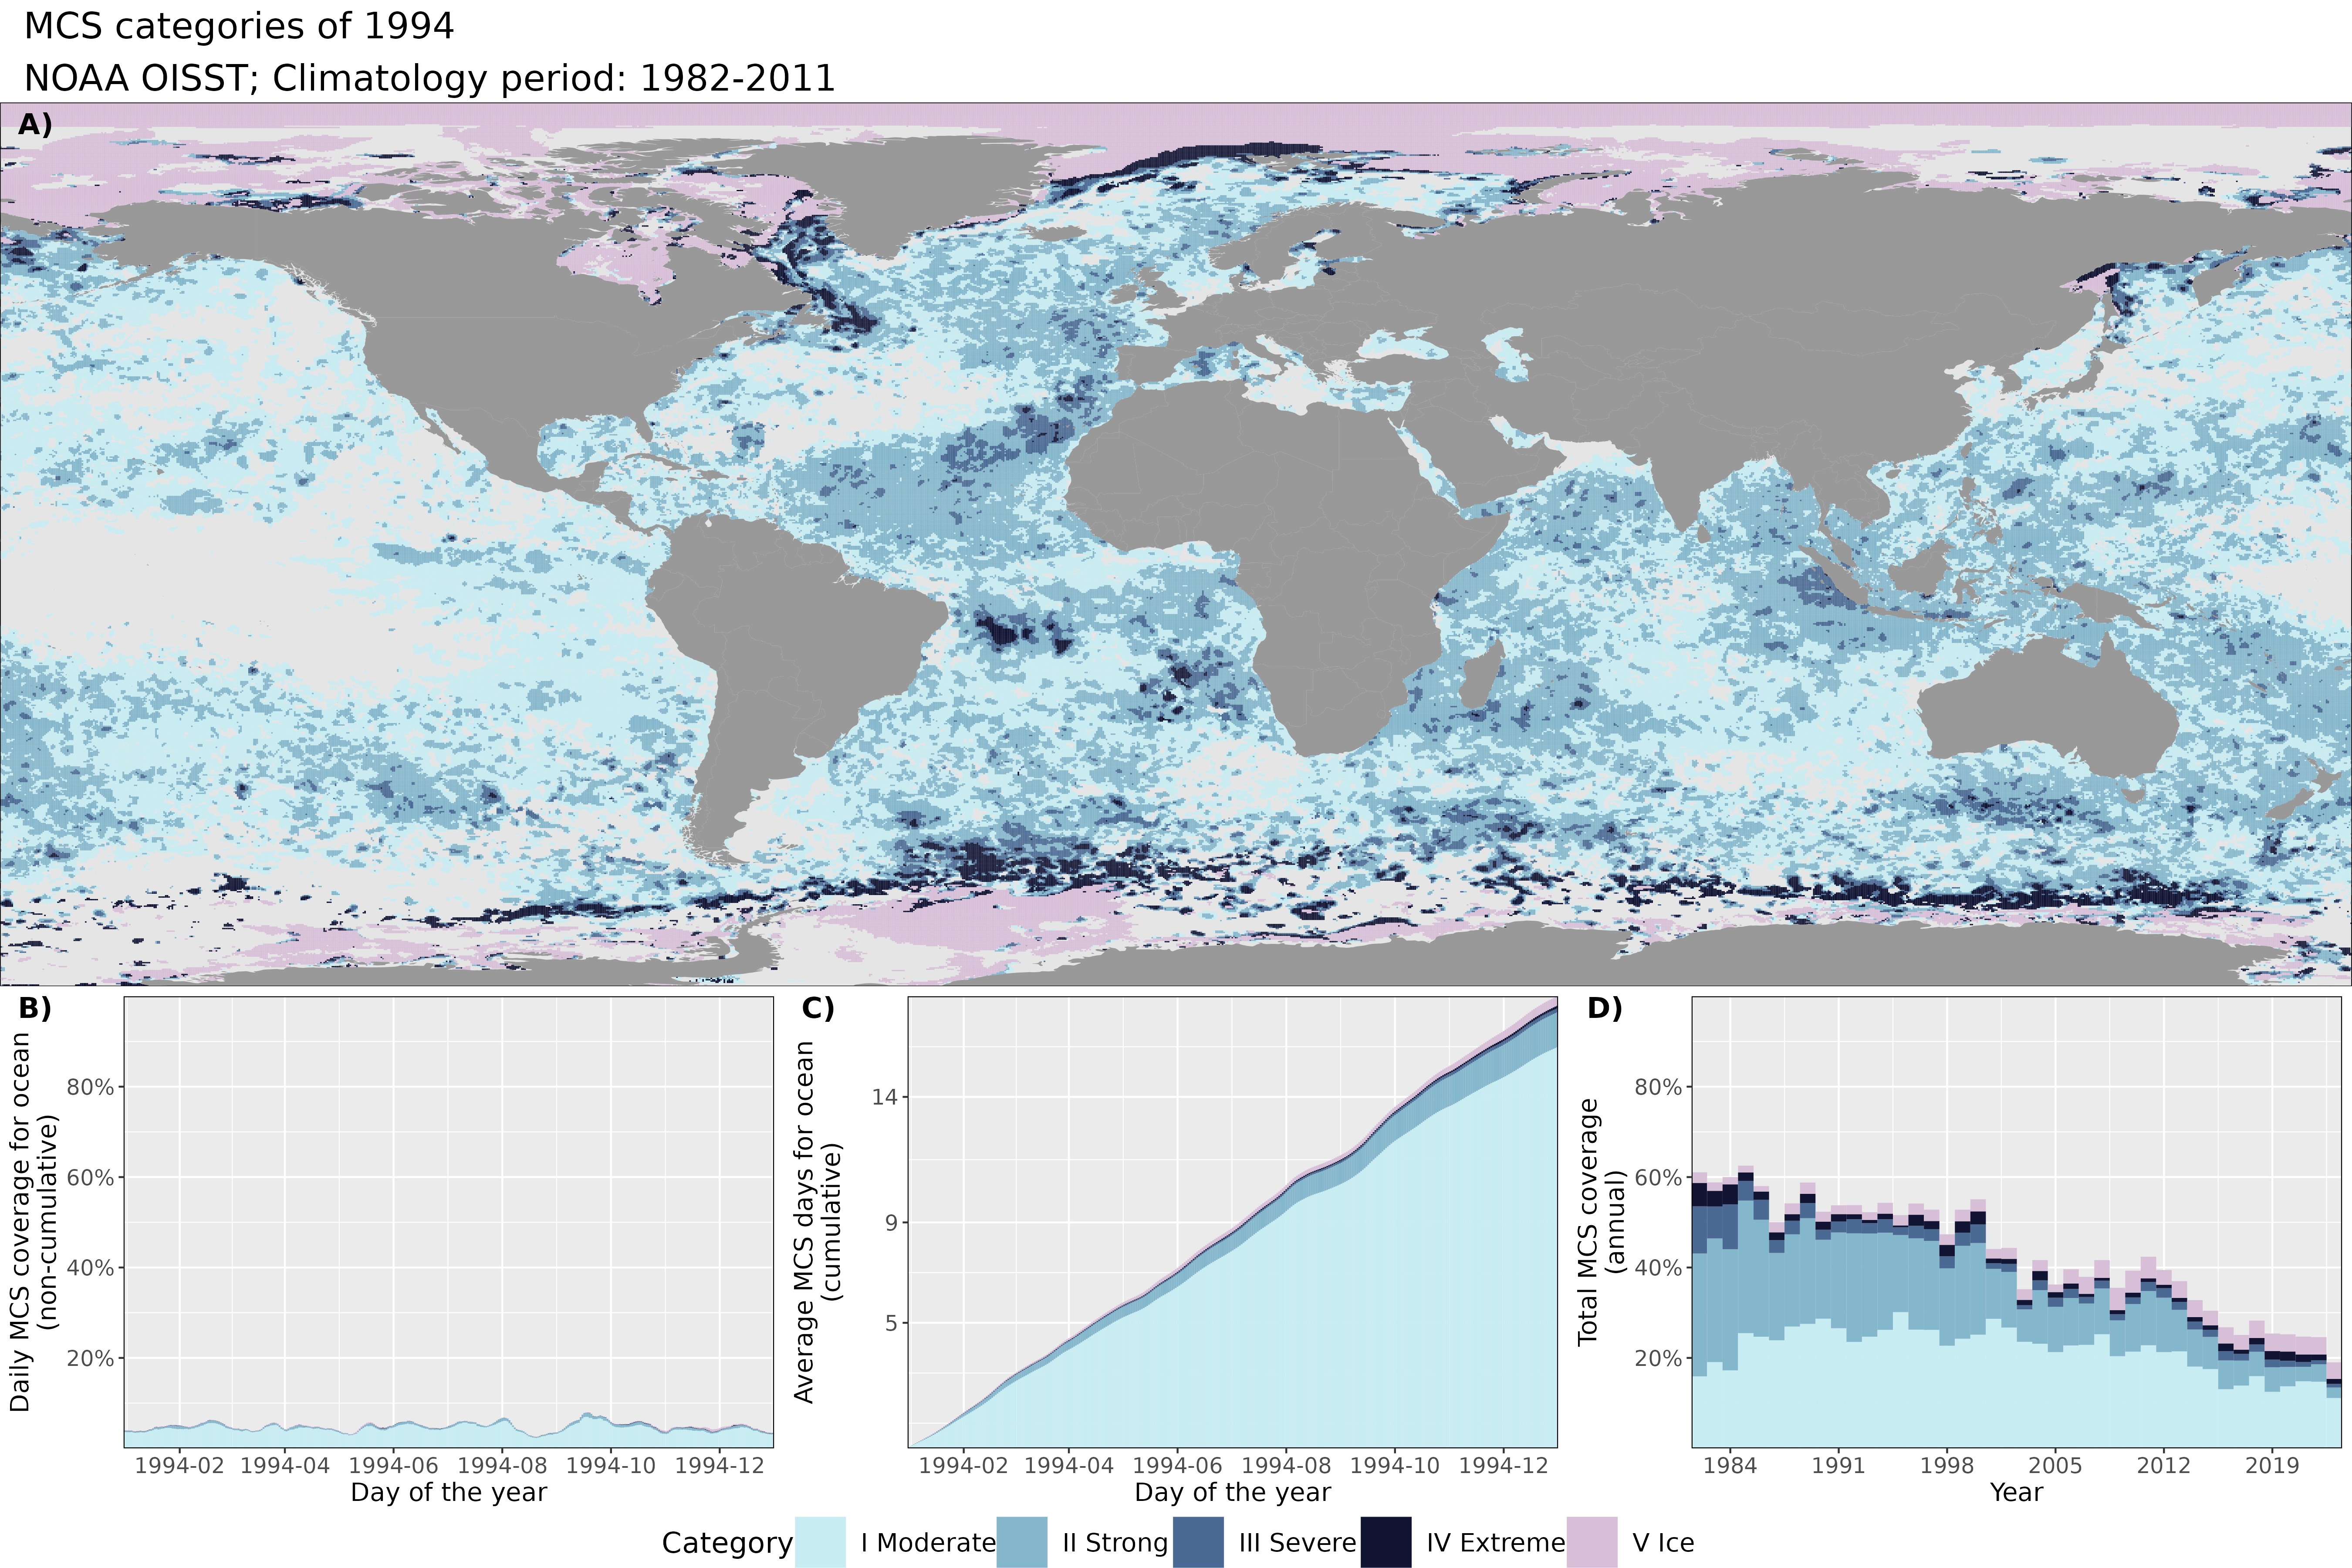 MCS categories of 1994
NOAA OISST; Climatology period: 1982-2011
A)
B)
Daily MCS coverage for ocean
(non-cumulative)
80%
60%
40%
20%
1994-02 1994-04 1994-06 1994-08 1994-10 1994-12
Day of the year
C)
Average MCS days for ocean
(cumulative)
14
9
5
1994-02 1994-04 1994-06 1994-08 1994-10 1994-12
Day of the year
D)
Total MCS coverage
(annual)
80%
60%
40%
20%
1984 1991 1998 2005 2012 2019
Year
Category I Moderate II Strong III Severe IV Extreme V Ice